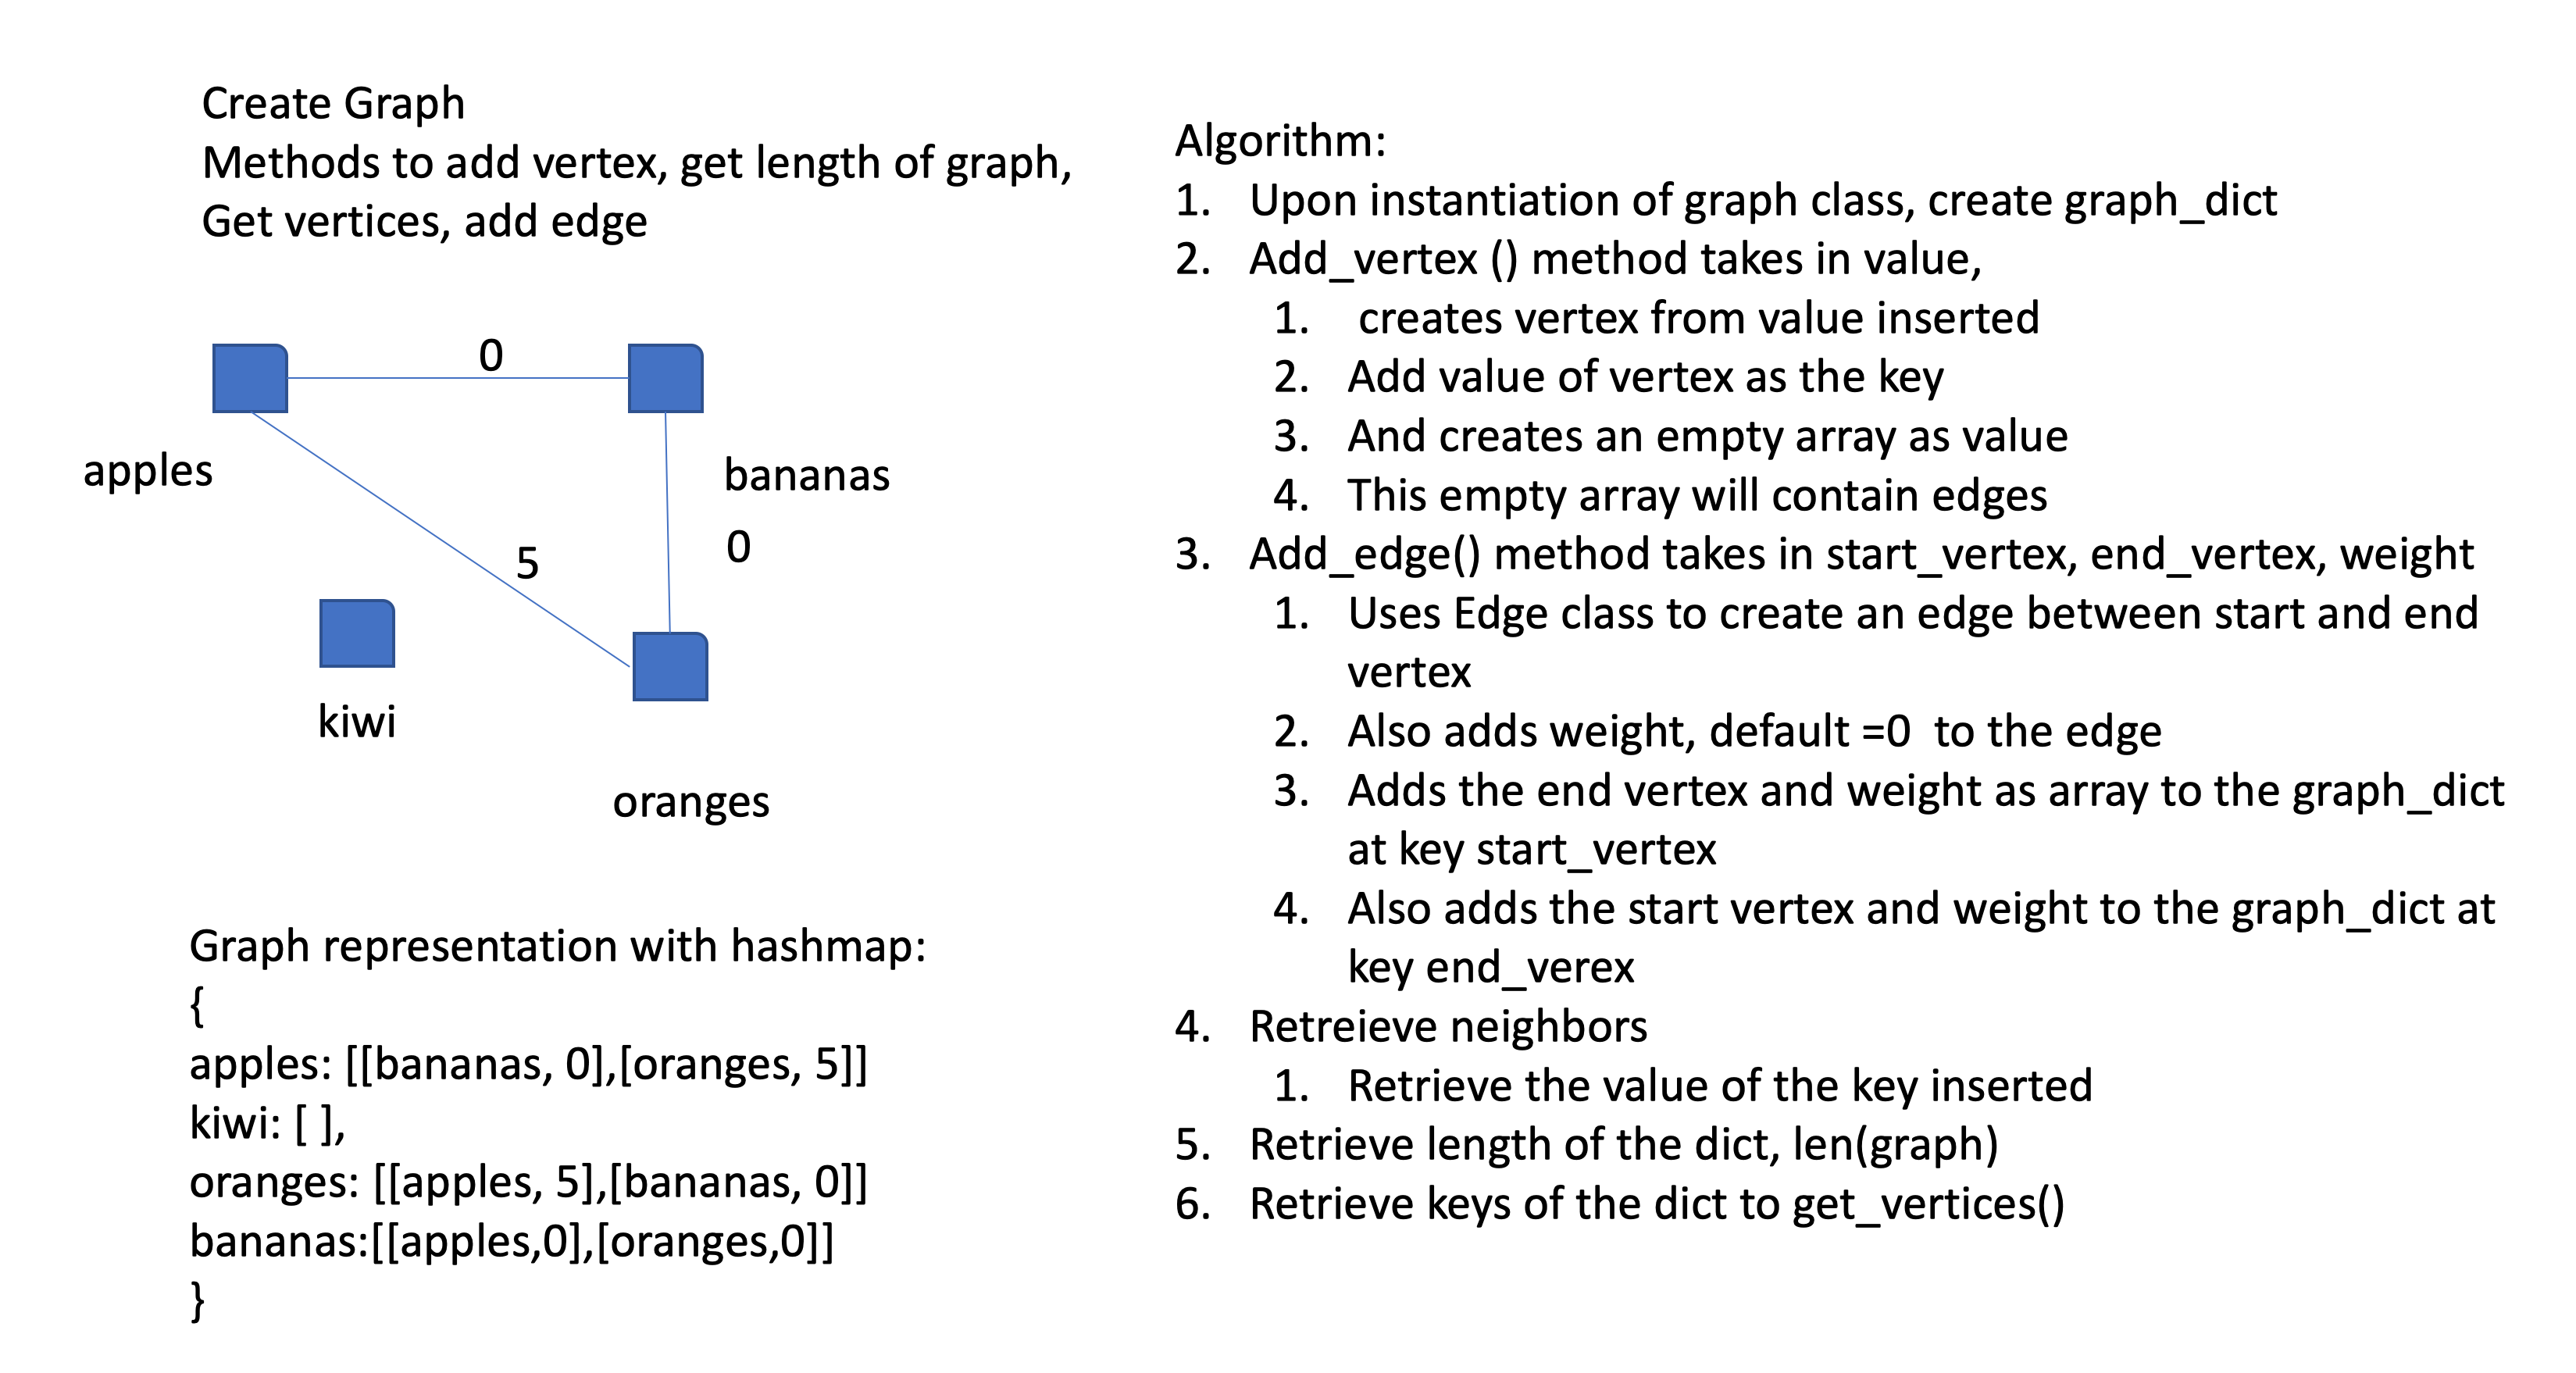 Create Graph
Methods to add vertex, get length of graph,
Get vertices, add edge
0
apples
bananas
0
5
kiwi
oranges
Graph representation with hashmap:
{
apples: [[bananas, 0],[oranges, 5]]
kiwi: [ ],
oranges: [[apples, 5],[bananas, 0]]
bananas:[[apples,0],[oranges,0]]
}
Algorithm:
1. Upon instantiation of graph class, create graph_dict
2. Add_vertex () method takes in value,
1. creates vertex from value inserted
2. Add value of vertex as the key
3. And creates an empty array as value
4. This empty array will contain edges
3. Add_edge() method takes in start_vertex, end_vertex, weight
1. Uses Edge class to create an edge between start and end
vertex
2. Also adds weight, default =0 to the edge
3. Adds the end vertex and weight as array to the graph_dict
at key start_vertex
4. Also adds the start vertex and weight to the graph_dict at
key end_verex
4. Retreieve neighbors
1. Retrieve the value of the key inserted
5. Retrieve length of the dict, len(graph)
6. Retrieve keys of the dict to get_vertices()